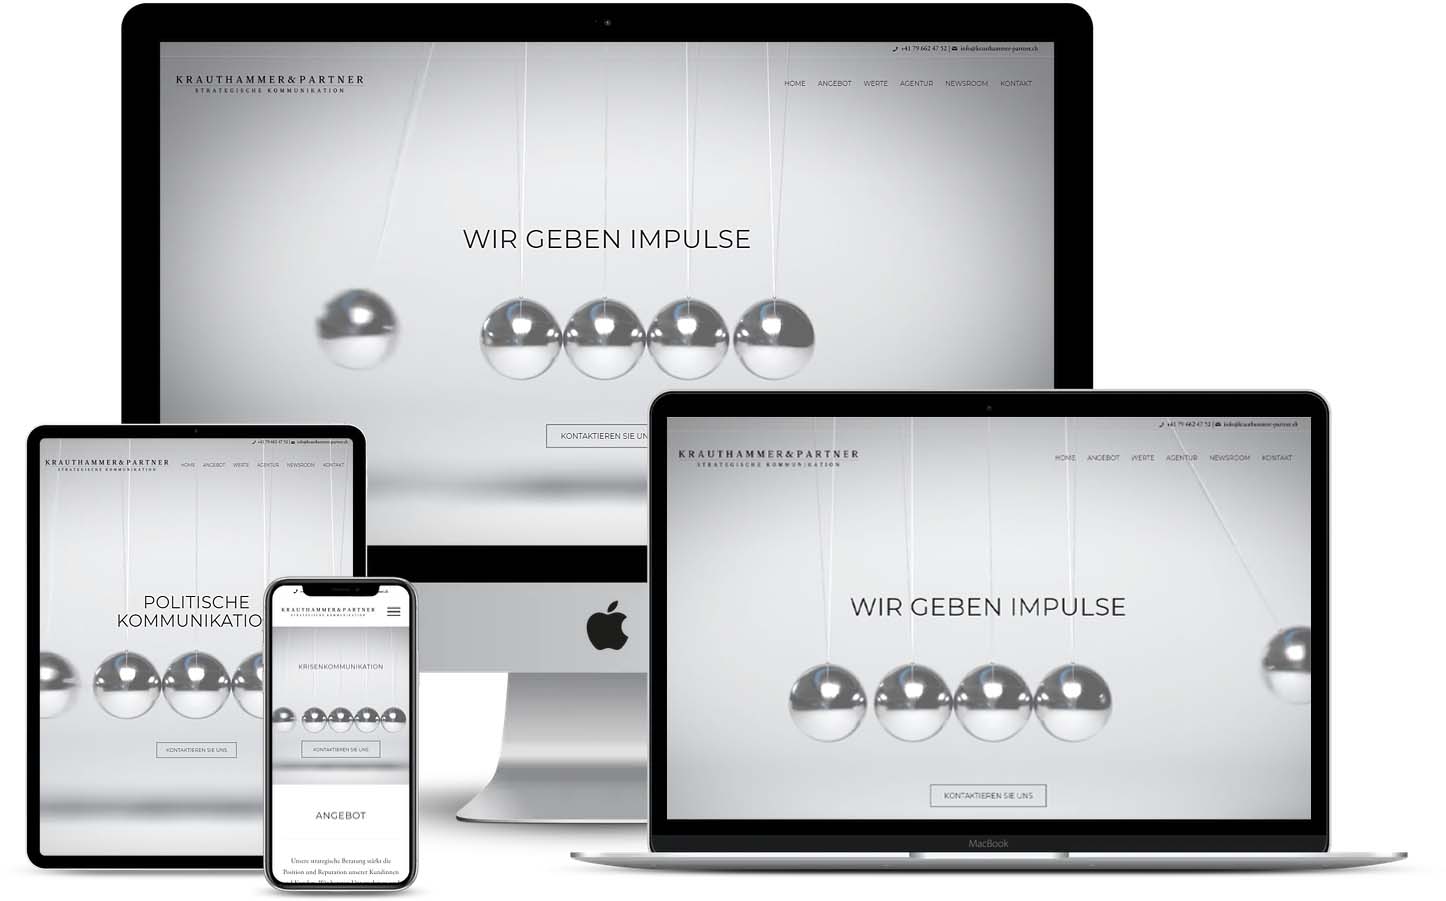 +41 79 662 47 52 | info@krauthammer-partner.ch
KRAUTHAMMER&PARTNER
STRATEGISCHE KOMMUNIKATION
HOME ANGEBOT WERTE AGENTUR NEWSROOM KONTAKT
WIR GEBEN IMPULSE
KONTAKTIEREN SIE UN
+41 79 662 47 52 | info@krauthammer-partner.ch
KRAUTHAMMER&PARTNER
STRATEGISCHE KOMMUNIKATION
HOME ANGEBOT WERTE AGENTUR NEWSROOM KONTAKT
POLITISCHE
KOMMUNIKATIO
KONTAKTIEREN SIE UNS
KRAUTHAMMER&PARTNER
STRATEGISCHE KOMMUNIKATION
KRISENKOMMUNIKATION
KONTAKTIEREN SIE UNS
ANGEBOT
Unsere strategische Beratung stärkt die
Position und Reputation unserer Kundinnen
+41 79 662 47 52 | info@krauthammer-partner.ch
KRAUTHAMMER&PARTNER
STRATEGISCHE KOMMUNIKATION
HOME ANGEBOT WERTE AGENTUR NEWSROOM KONTAKT
WIR GEBEN IMPULSE
KONTAKTIEREN SIE UNS
MacBook